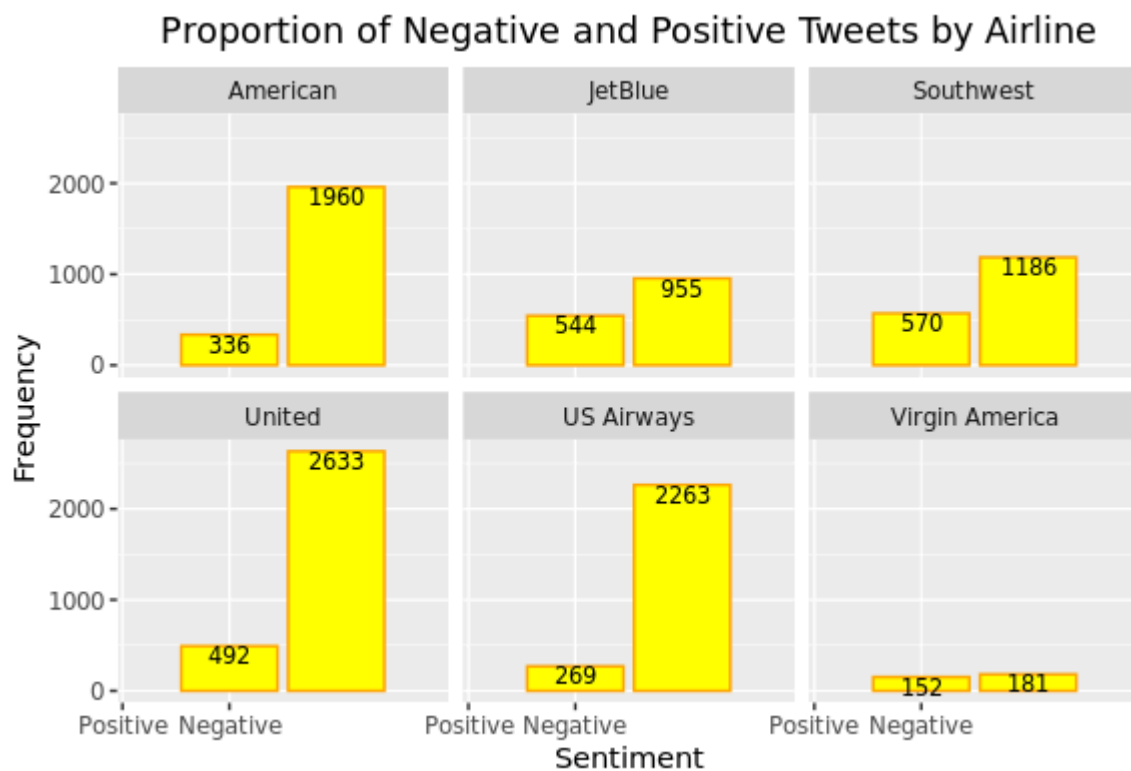 Proportion of Negative and Positive Tweets by Airline
American JetBlue Southwest
2000
1960
1000
1186
955
570
544
336
0
United US Airways Virgin America
2633
2000
2263
1000
492
269
152 181
0
Positive Negative Positive Negative Positive Negative
Sentiment
Frequency